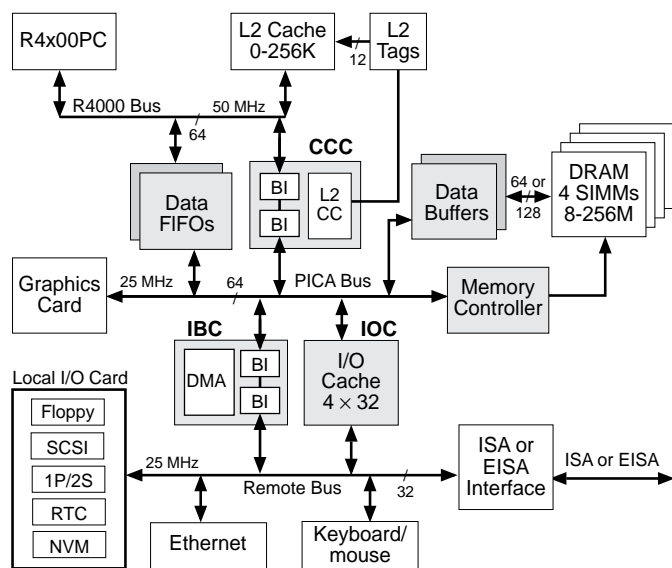 R4x00PC
L2 Cache
0-256K
L2
Tags
12
R4000 Bus
50 MHz
64
CCC
Data
FIFOs
BI
BI
L2
CC
Data
Buffers
64 or
128
DRAM
4 SIMMs
8-256M
Graphics
Card
25 MHz
64
PICA Bus
Memory
Controller
IBC
IOC
DMA
BI
BI
I/O
Cache
4 × 32
Local I/O Card
Floppy
SCSI
1P/2S
RTC
NVM
25 MHz
Remote Bus
32
ISA or
EISA
Interface
ISA or EISA
Ethernet
Keyboard/
mouse